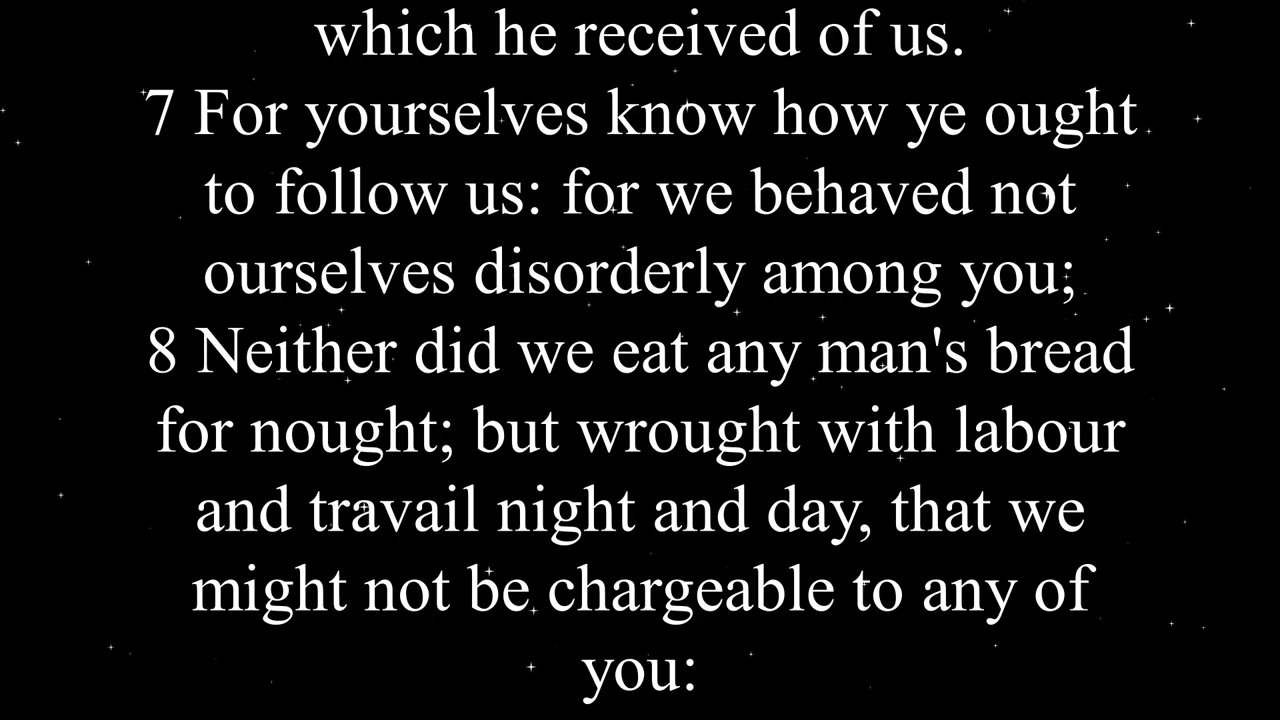 which he received of us.
7 For yourselves know how ye ought
to follow us: for we behaved not
ourselves disorderly among you;
8 Neither did we eat any man's bread
for nought; but wrought with labour
and travail night and day, that we
might not be chargeable to any of
you: